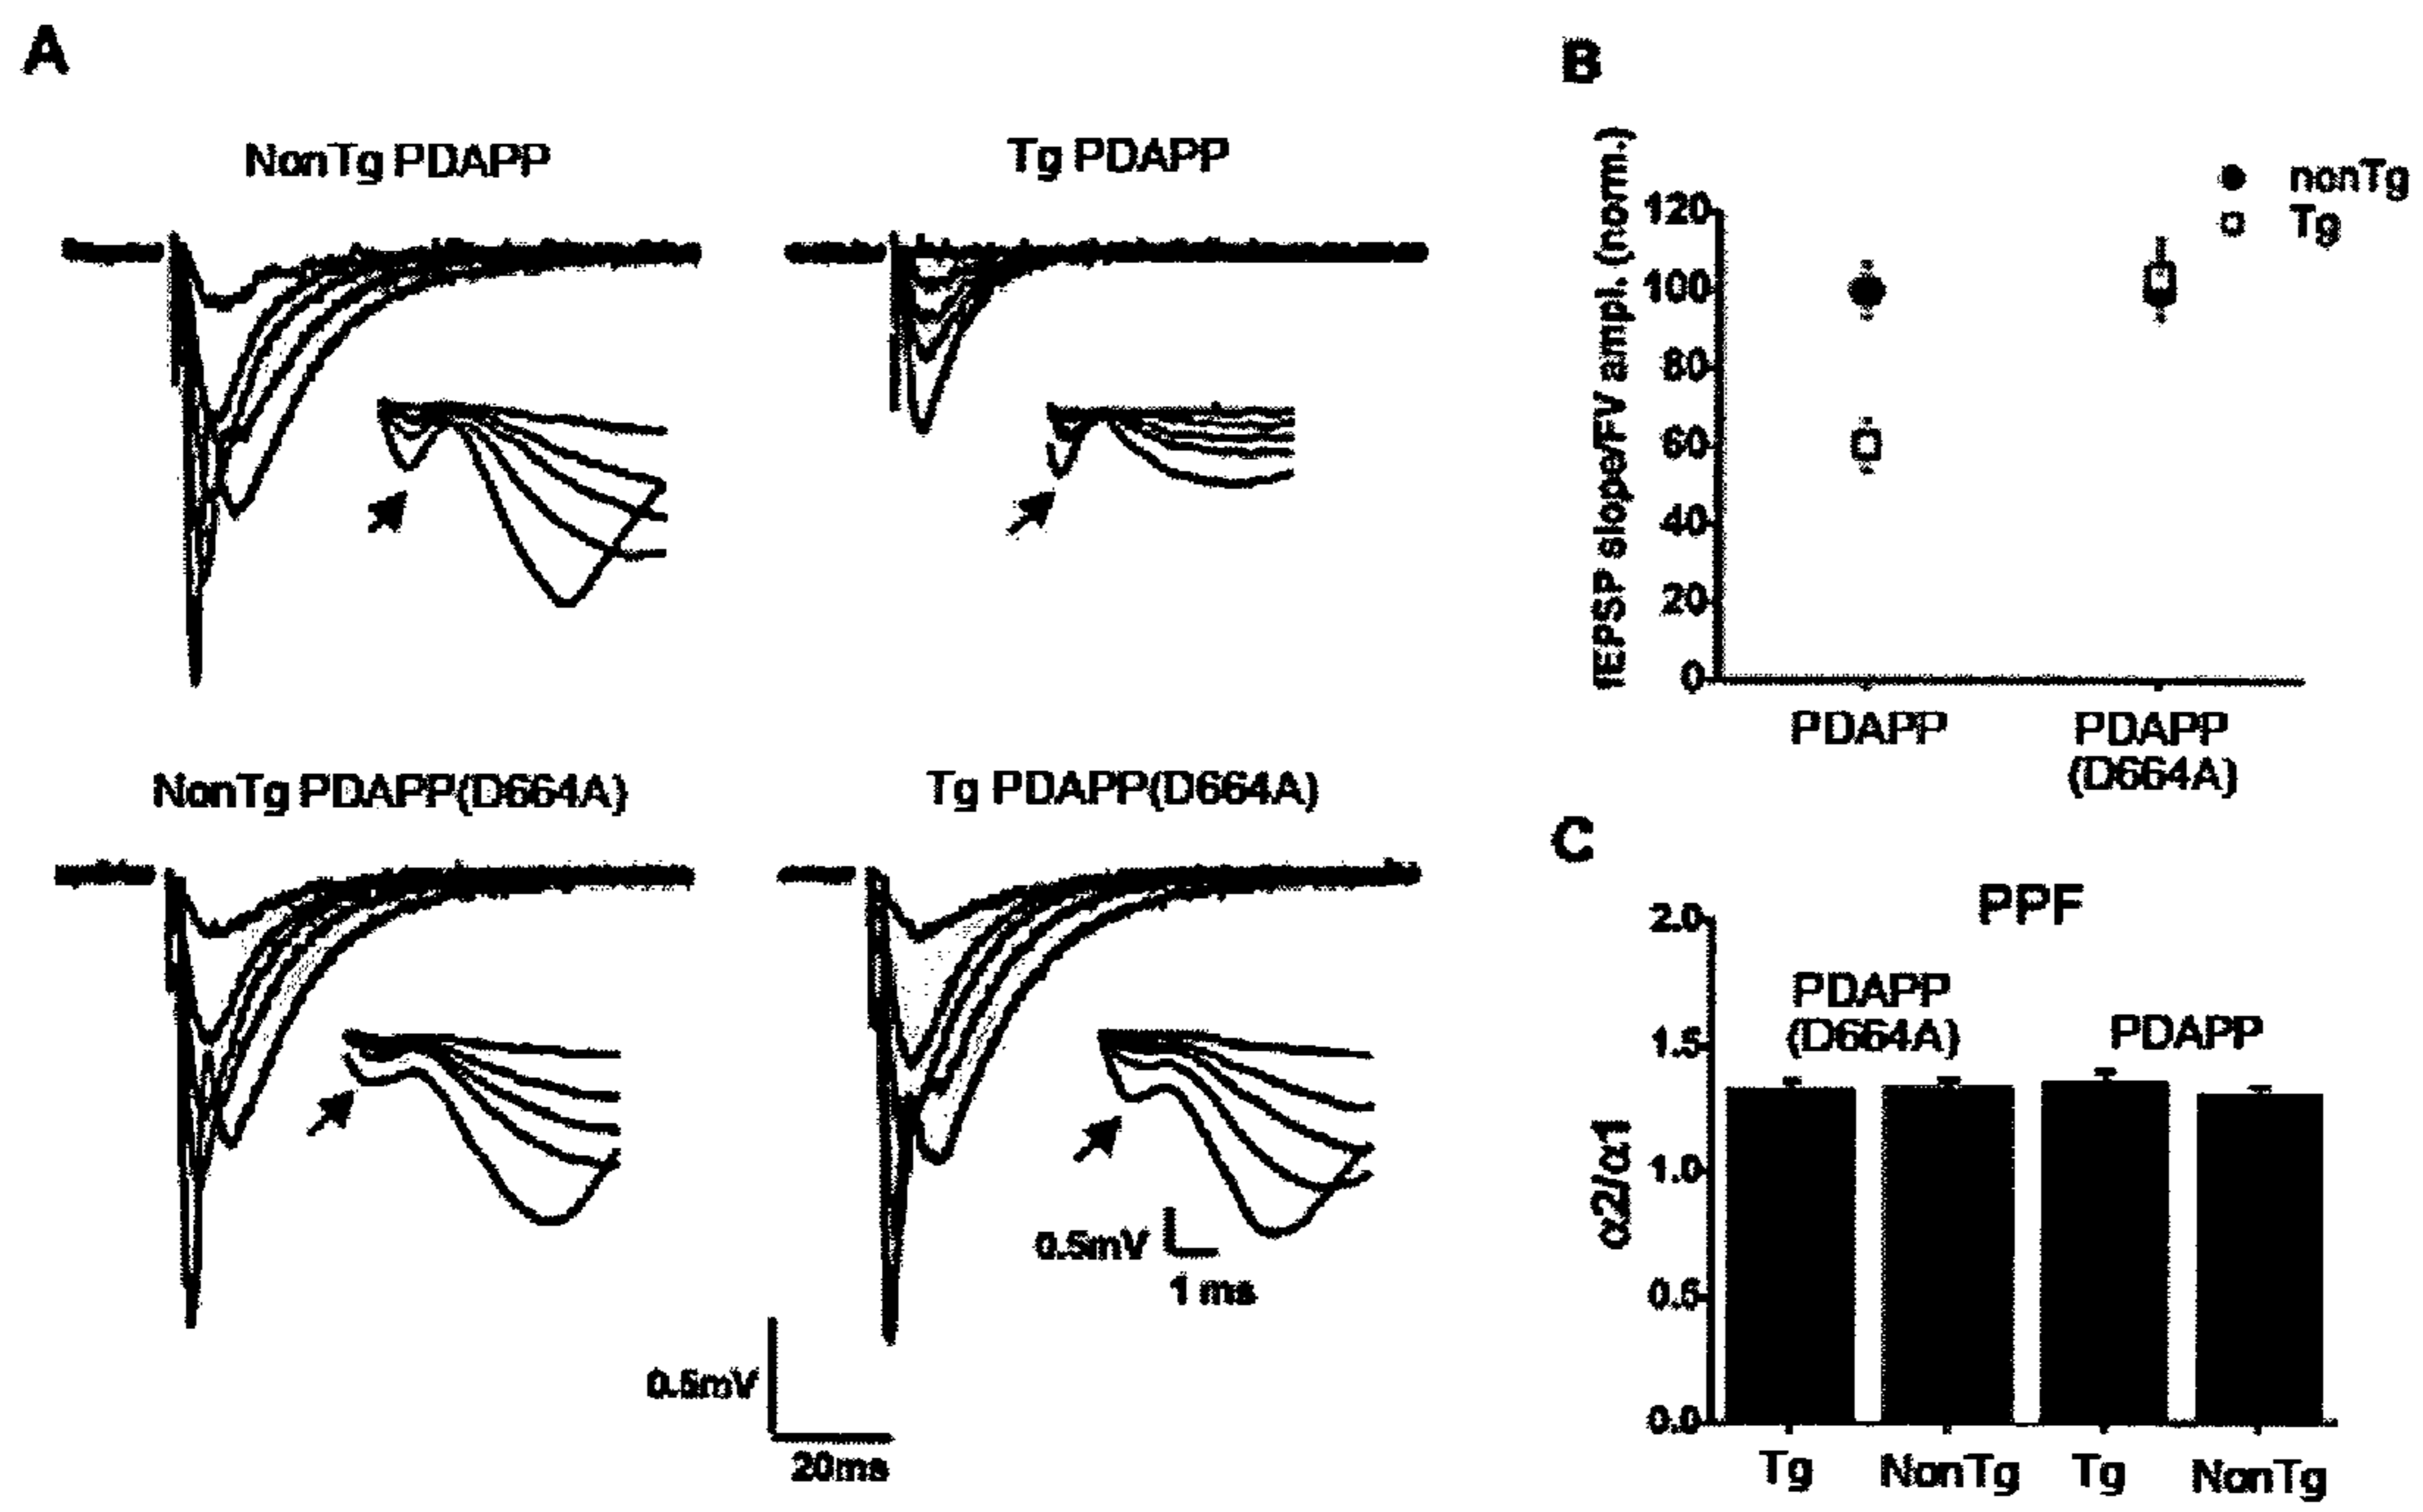 A
NonTg PDAPP
Tg PDAPP
NonTg PDAPP(D664A)
Tg PDAPP(D664A)
0.5mV
1 ms
0.5mV
20ms
B
fEPSP slope/FV ampl. (norm.)
120
100
80
60
40
20
0
nonTg
Tg
PDAPP
PDAPP
(D664A)
C
PPF
α2/α1
2.0
1.5
1.0
0.5
0.0
PDAPP
(D664A)
PDAPP
Tg
NonTg
Tg
NonTg